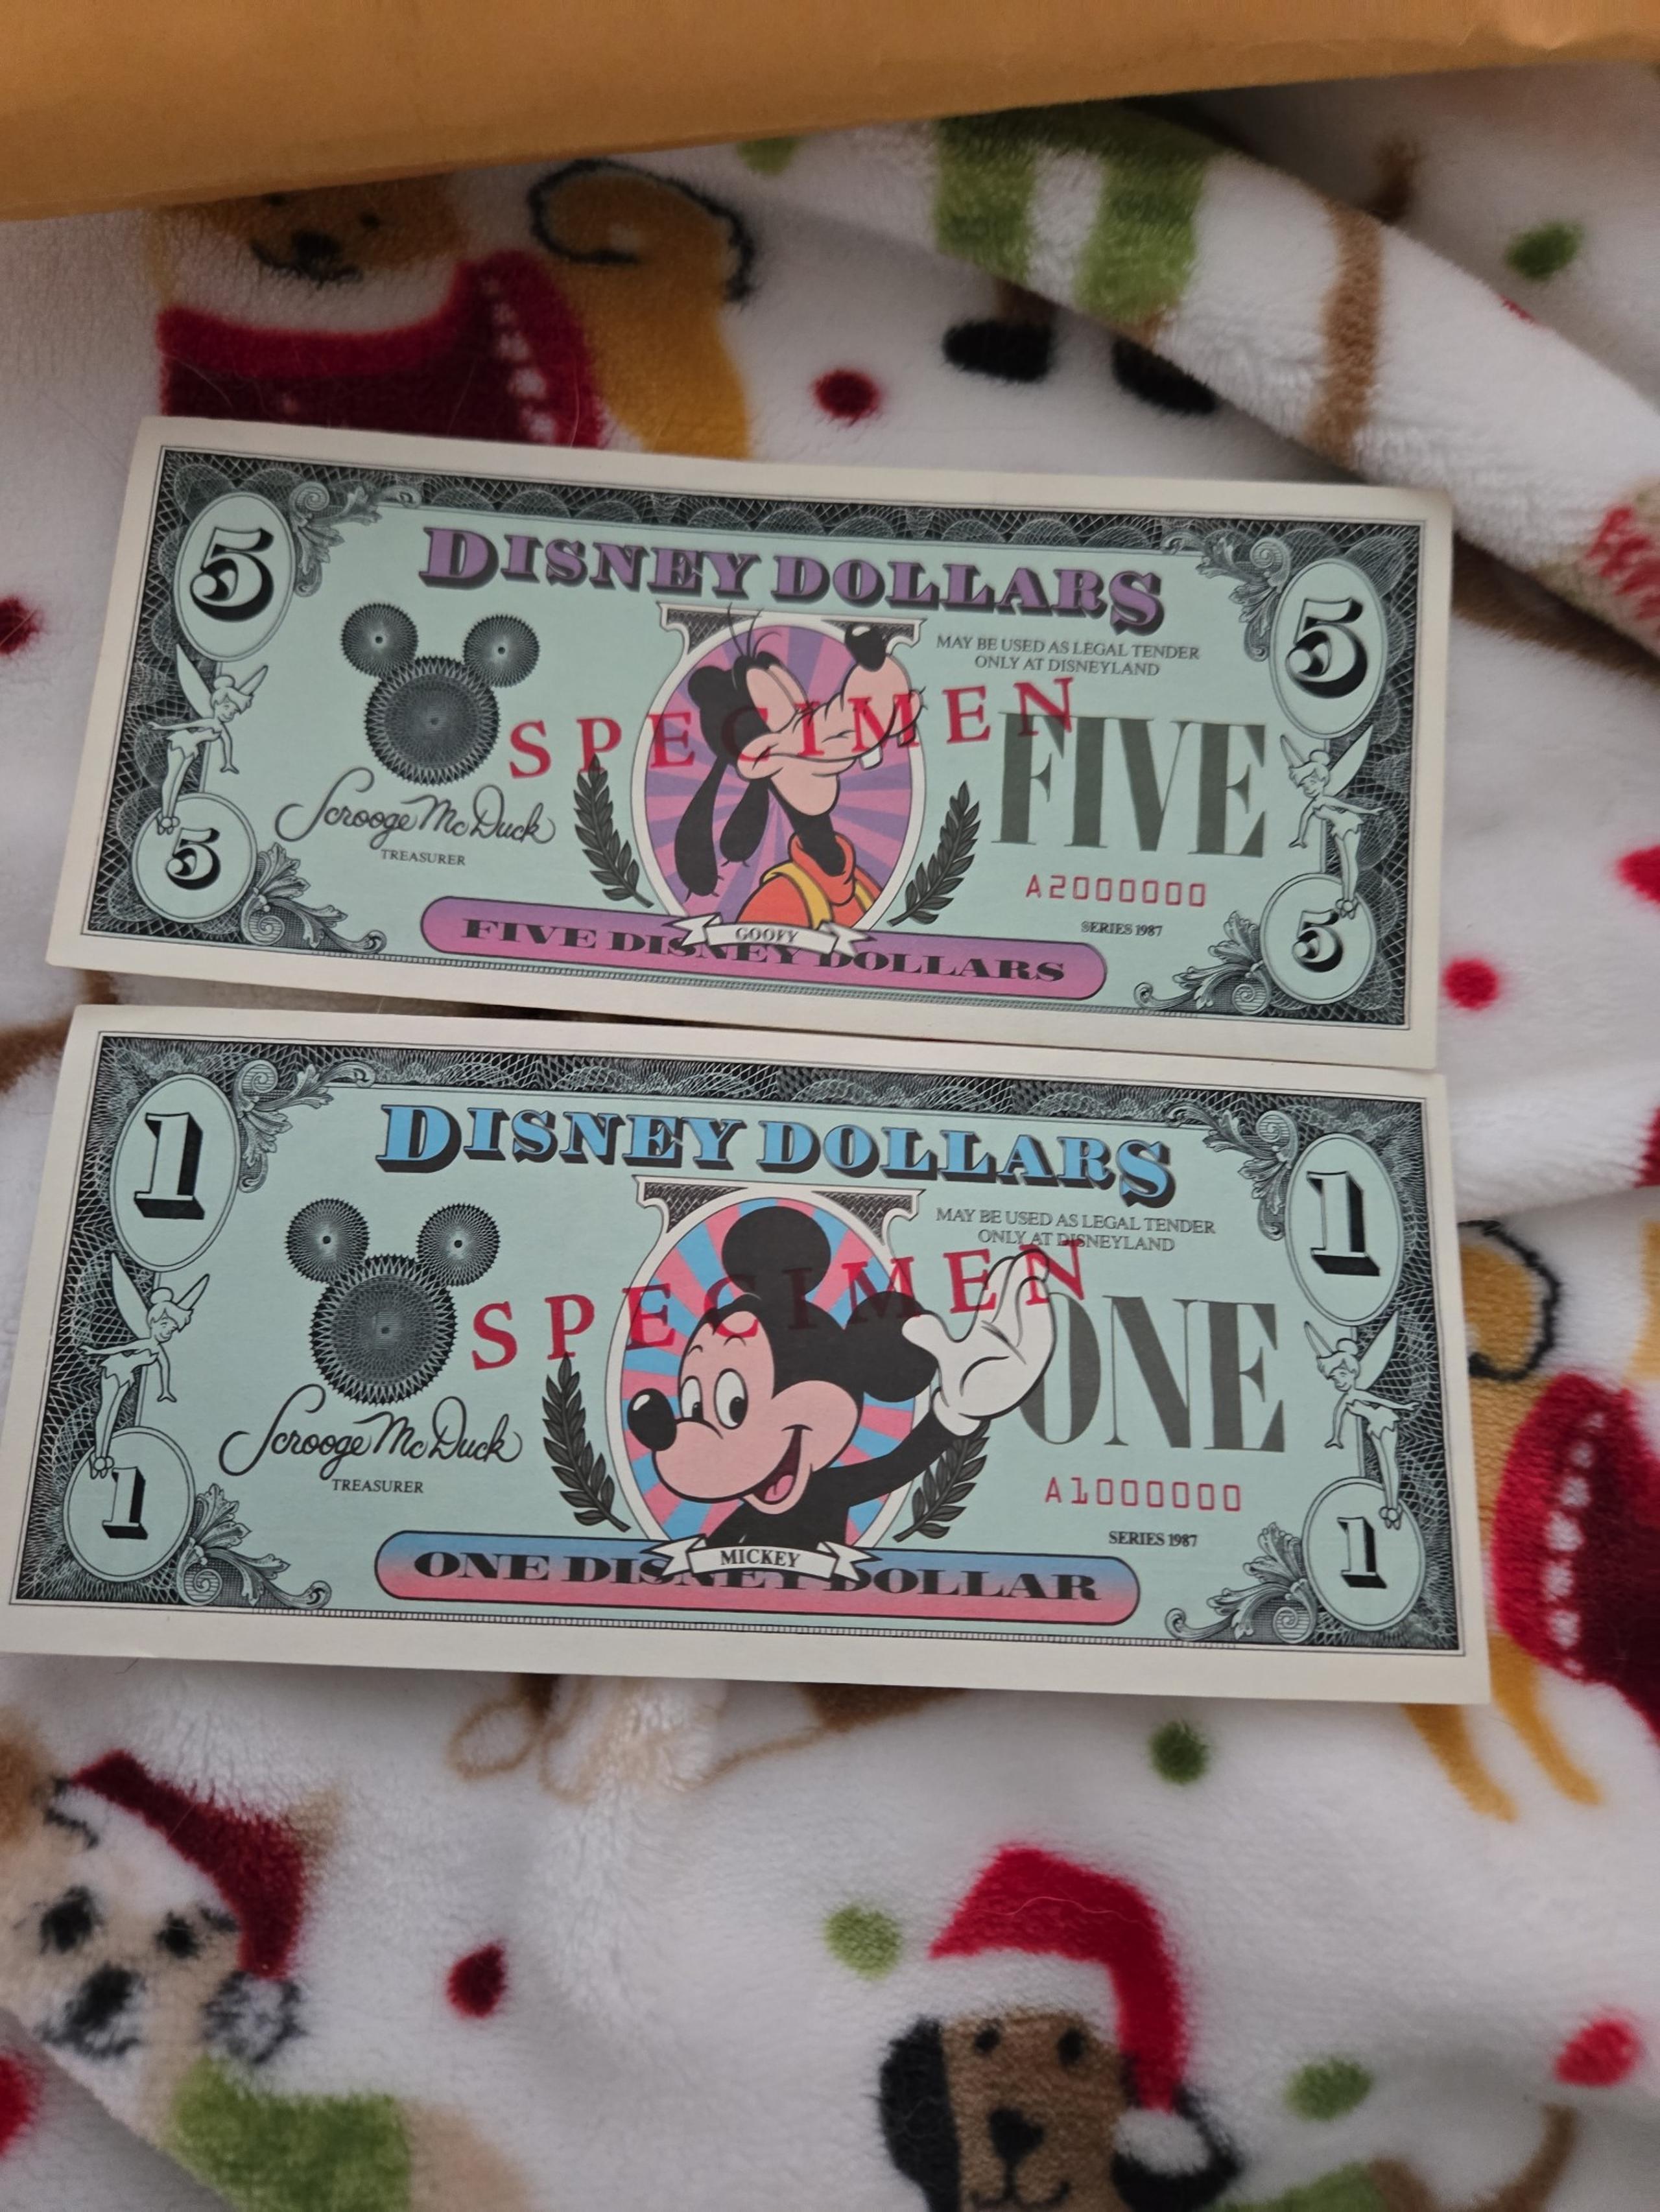 5 DISNEY DOLLARS 5
MAY BE USED AS LEGAL TENDER
ONLY AT DISNEYLAND
SPECIMEN
FIVE
Scrooge McDuck
TREASURER
A2000000
SERIES 1987
5 GOOFY 5
FIVE DISNEY DOLLARS
1 DISNEY DOLLARS 1
MAY BE USED AS LEGAL TENDER
ONLY AT DISNEYLAND
SPECIMEN
ONE
Scrooge McDuck
TREASURER
A1000000
SERIES 1987
1 MICKEY 1
ONE DISNEY DOLLAR